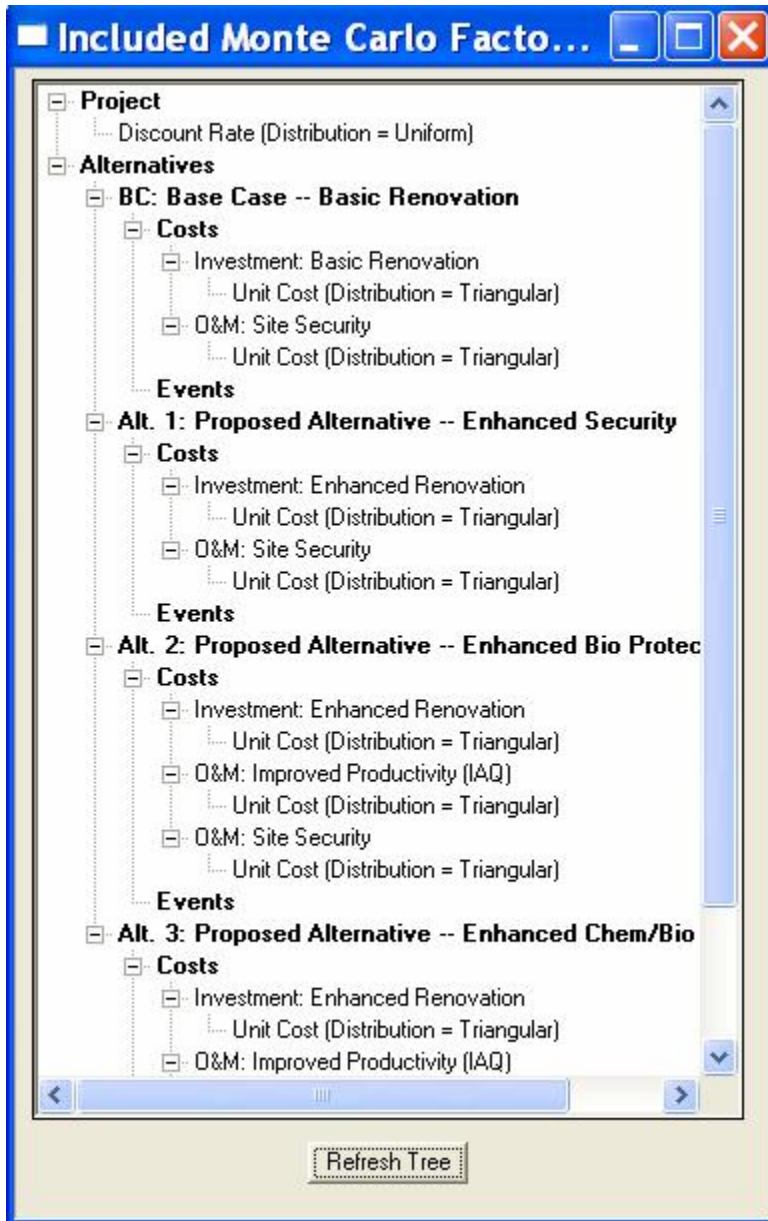 Included Monte Carlo Facto...
Project
Discount Rate (Distribution = Uniform)
Alternatives
BC: Base Case -- Basic Renovation
Costs
Investment: Basic Renovation
Unit Cost (Distribution = Triangular)
O&M: Site Security
Unit Cost (Distribution = Triangular)
Events
Alt. 1: Proposed Alternative -- Enhanced Security
Costs
Investment: Enhanced Renovation
Unit Cost (Distribution = Triangular)
O&M: Site Security
Unit Cost (Distribution = Triangular)
Events
Alt. 2: Proposed Alternative -- Enhanced Bio Protec
Costs
Investment: Enhanced Renovation
Unit Cost (Distribution = Triangular)
O&M: Improved Productivity (IAQ)
Unit Cost (Distribution = Triangular)
O&M: Site Security
Unit Cost (Distribution = Triangular)
Events
Alt. 3: Proposed Alternative -- Enhanced Chem/Bio
Costs
Investment: Enhanced Renovation
Unit Cost (Distribution = Triangular)
O&M: Improved Productivity (IAQ)
Refresh Tree